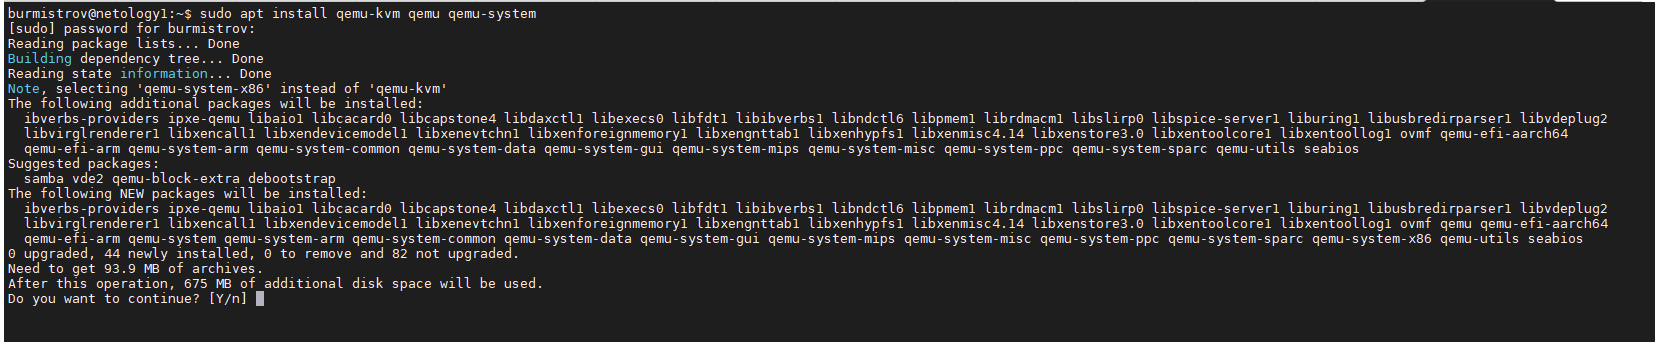 burmistrov@netology1:~$ sudo apt install qemu-kvm qemu qemu-system
[sudo] password for burmistrov:
Reading package lists... Done
Building dependency tree... Done
Reading state information... Done
Note, selecting 'qemu-system-x86' instead of 'qemu-kvm'
The following additional packages will be installed:
  ibverbs-providers ipxe-qemu libaio1 libcacard0 libcapstone4 libdaxctl1 libexecs0 libfdt1 libibverbs1 libndctl6 libpmem1 librdmacm1 libslirp0 libspice-server1 liburing1 libusbredirparser1 libvdeplug2
  libvirglrenderer1 libxencall1 libxendevicemodel1 libxenevtchn1 libxenforeignmemory1 libxengnttab1 libxenhypfs1 libxenmisc4.14 libxenstore3.0 libxentoolcore1 libxentoollog1 ovmf qemu-efi-aarch64
  qemu-efi-arm qemu-system-arm qemu-system-common qemu-system-data qemu-system-gui qemu-system-mips qemu-system-misc qemu-system-ppc qemu-system-sparc qemu-utils seabios
Suggested packages:
  samba vde2 qemu-block-extra debootstrap
The following NEW packages will be installed:
  ibverbs-providers ipxe-qemu libaio1 libcacard0 libcapstone4 libdaxctl1 libexecs0 libfdt1 libibverbs1 libndctl6 libpmem1 librdmacm1 libslirp0 libspice-server1 liburing1 libusbredirparser1 libvdeplug2
  libvirglrenderer1 libxencall1 libxendevicemodel1 libxenevtchn1 libxenforeignmemory1 libxengnttab1 libxenhypfs1 libxenmisc4.14 libxenstore3.0 libxentoolcore1 libxentoollog1 ovmf qemu qemu-efi-aarch64
  qemu-efi-arm qemu-system qemu-system-arm qemu-system-common qemu-system-data qemu-system-gui qemu-system-mips qemu-system-misc qemu-system-ppc qemu-system-sparc qemu-system-x86 qemu-utils seabios
0 upgraded, 44 newly installed, 0 to remove and 82 not upgraded.
Need to get 93.9 MB of archives.
After this operation, 675 MB of additional disk space will be used.
Do you want to continue? [Y/n]